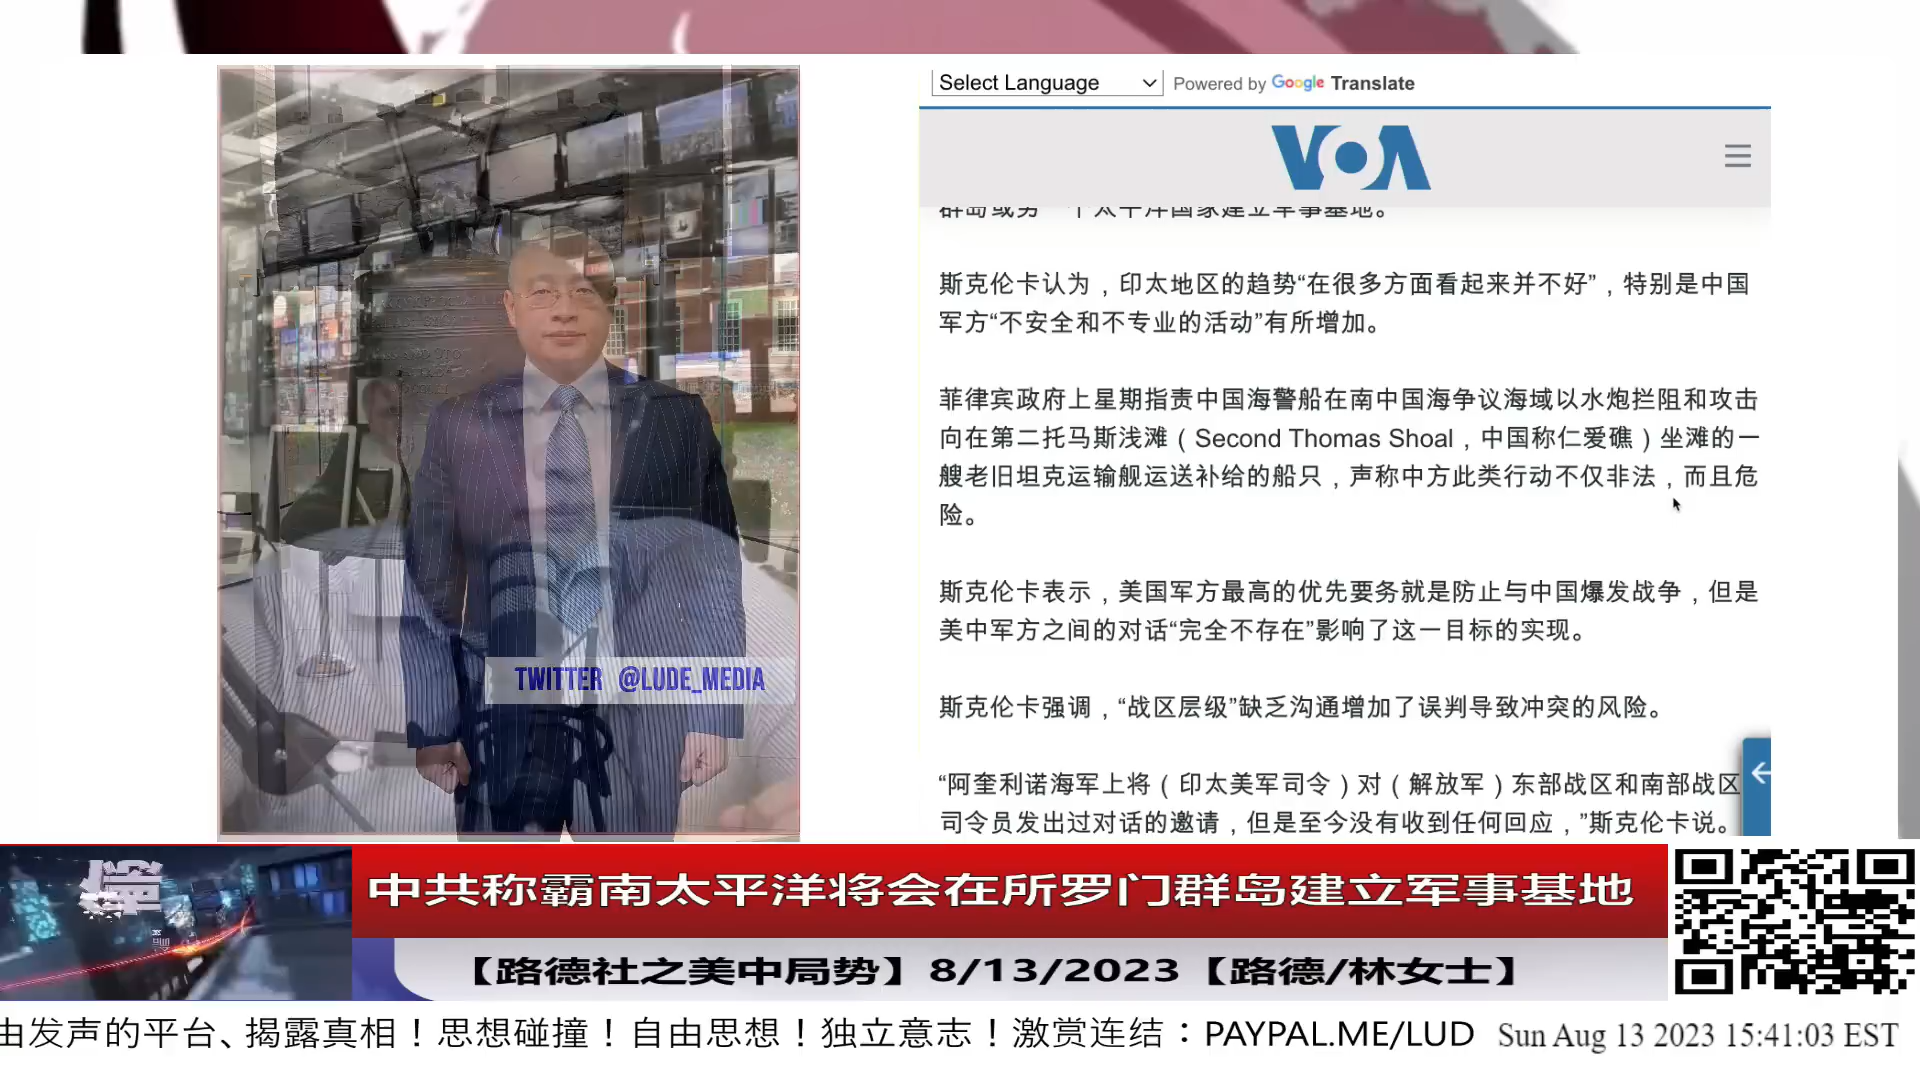 Select Language
Powered by Google Translate
VOA
群岛或另一个太平洋国家建立军事基地。
斯克伦卡认为，印太地区的趋势“在很多方面看起来并不好”，特别是中国
军方“不安全和不专业的活动”有所增加。
菲律宾政府上星期指责中国海警船在南中国海争议海域以水炮拦阻和攻击
向在第二托马斯浅滩（Second Thomas Shoal，中国称仁爱礁）坐滩的一
艘老旧坦克运输舰运送补给的船只，声称中方此类行动不仅非法，而且危
险。
斯克伦卡表示，美国军方最高的优先要务就是防止与中国爆发战争，但是
美中军方之间的对话“完全不存在”影响了这一目标的实现。
斯克伦卡强调，“战区层级”缺乏沟通增加了误判导致冲突的风险。
“阿奎利诺海军上将（印太美军司令）对（解放军）东部战区和南部战区
司令员发出过对话的邀请，但是至今没有收到任何回应，”斯克伦卡说。
TWITTER @LUDE_MEDIA
中共称霸南太平洋将会在所罗门群岛建立军事基地
【路德社之美中局势】8/13/2023【路德/林女士】
由发声的平台、揭露真相！思想碰撞！自由思想！独立意志！激赏连结：PAYPAL.ME/LUD
Sun Aug 13 2023 15:41:03 EST